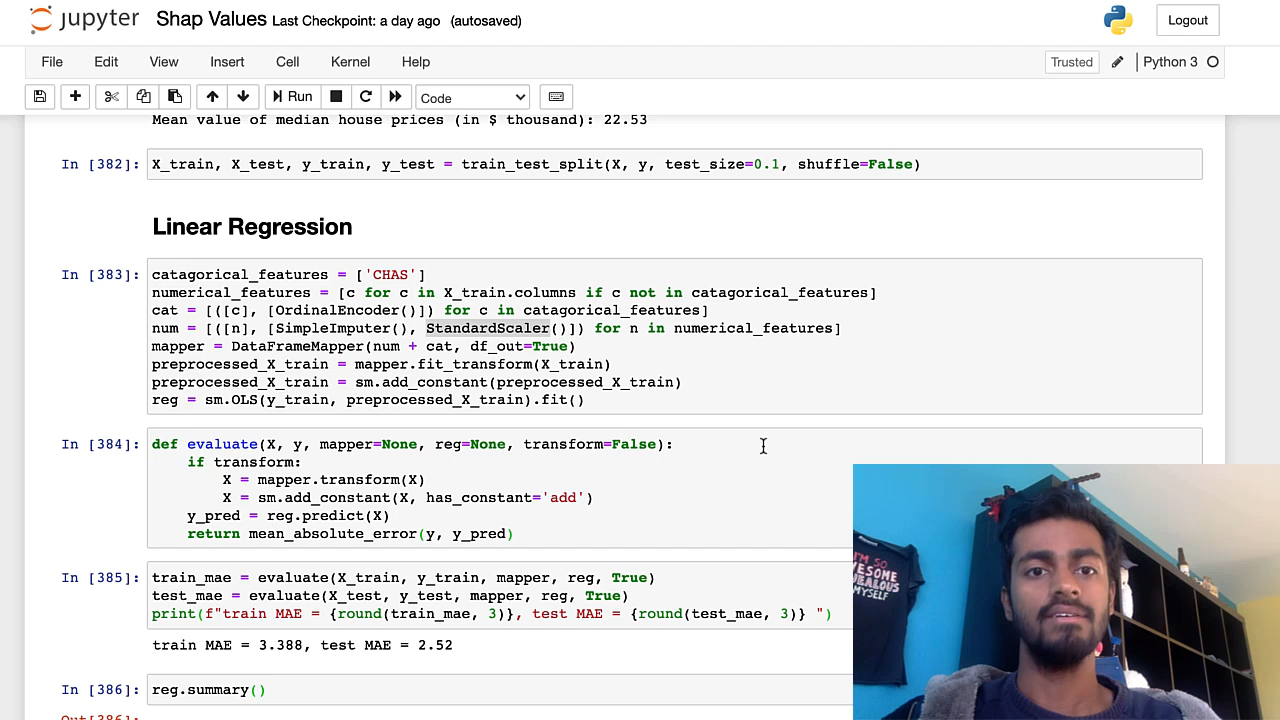 jupyter Shap Values Last Checkpoint: a day ago (autosaved)
Logout
File Edit View Insert Cell Kernel Help
Trusted Python 3
Run Code
Mean value of median house prices (in $ thousand): 22.53
In [382]: X_train, X_test, y_train, y_test = train_test_split(X, y, test_size=0.1, shuffle=False)
Linear Regression
In [383]: catagorical_features = ['CHAS']
numerical_features = [c for c in X_train.columns if c not in catagorical_features]
cat = [([c], [OrdinalEncoder()]) for c in catagorical_features]
num = [([n], [SimpleImputer(), StandardScaler()]) for n in numerical_features]
mapper = DataFrameMapper(num + cat, df_out=True)
preprocessed_X_train = mapper.fit_transform(X_train)
preprocessed_X_train = sm.add_constant(preprocessed_X_train)
reg = sm.OLS(y_train, preprocessed_X_train).fit()
In [384]: def evaluate(X, y, mapper=None, reg=None, transform=False):
if transform:
X = mapper.transform(X)
X = sm.add_constant(X, has_constant='add')
y_pred = reg.predict(X)
return mean_absolute_error(y, y_pred)
In [385]: train_mae = evaluate(X_train, y_train, mapper, reg, True)
test_mae = evaluate(X_test, y_test, mapper, reg, True)
print(f"train MAE = {round(train_mae, 3)}, test MAE = {round(test_mae, 3)} ")
train MAE = 3.388, test MAE = 2.52
In [386]: reg.summary()
Out[386]:
I'M SO
MYSELF